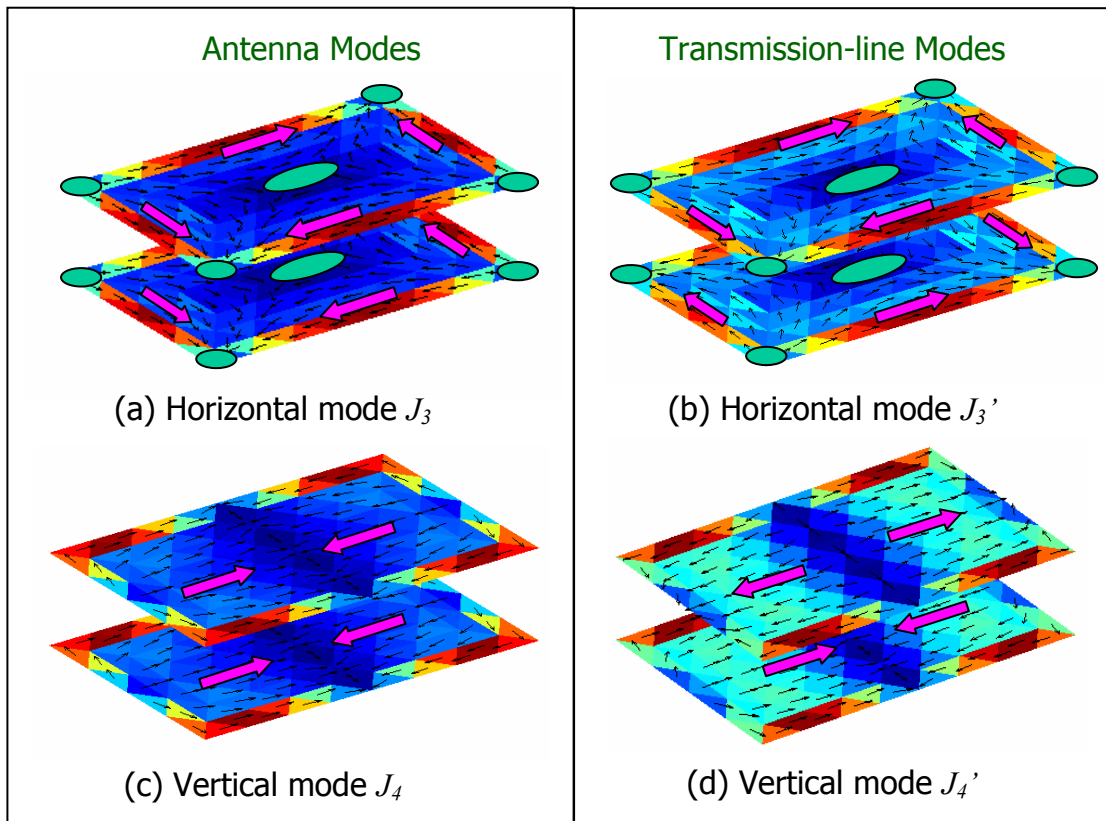 Antenna Modes
Transmission-line Modes
(a) Horizontal mode J3
(b) Horizontal mode J3’
(c) Vertical mode J4
(d) Vertical mode J4’